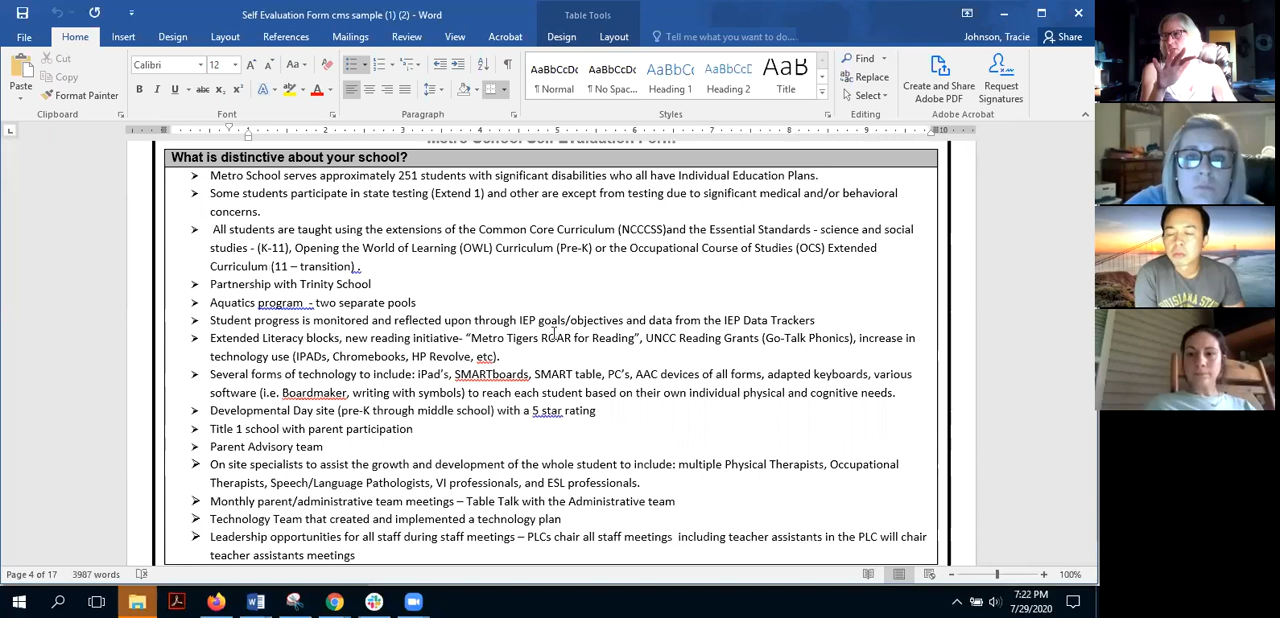 Self Evaluation Form cms sample (1) (2) - Word
Table Tools
File Home Insert Design Layout References Mailings Review View Acrobat Design Layout Tell me what you want to do... Johnson, Tracie Share
Cut
Copy
Paste
Format Painter
Calibri 12
AaBbCcDc AaBbCcDc AaBbCc AaBbCcD AaB
¶ Normal ¶ No Spac... Heading 1 Heading 2 Title
Find
Replace
Select
Create and Share Adobe PDF
Request Signatures
Clipboard Font Paragraph Styles Editing Adobe Acrobat
1 2 3 4 5 6 7 8 9 10
Metro School Self Evaluation Form
What is distinctive about your school?
Metro School serves approximately 251 students with significant disabilities who all have Individual Education Plans.
Some students participate in state testing (Extend 1) and other are except from testing due to significant medical and/or behavioral
concerns.
All students are taught using the extensions of the Common Core Curriculum (NCCCSS)and the Essential Standards - science and social
studies - (K-11), Opening the World of Learning (OWL) Curriculum (Pre-K) or the Occupational Course of Studies (OCS) Extended
Curriculum (11 – transition) .
Partnership with Trinity School
Aquatics program - two separate pools
Student progress is monitored and reflected upon through IEP goals/objectives and data from the IEP Data Trackers
Extended Literacy blocks, new reading initiative- “Metro Tigers ROAR for Reading”, UNCC Reading Grants (Go-Talk Phonics), increase in
technology use (IPADs, Chromebooks, HP Revolve, etc).
Several forms of technology to include: iPad’s, SMARTboards, SMART table, PC’s, AAC devices of all forms, adapted keyboards, various
software (i.e. Boardmaker, writing with symbols) to reach each student based on their own individual physical and cognitive needs.
Developmental Day site (pre-K through middle school) with a 5 star rating
Title 1 school with parent participation
Parent Advisory team
On site specialists to assist the growth and development of the whole student to include: multiple Physical Therapists, Occupational
Therapists, Speech/Language Pathologists, VI professionals, and ESL professionals.
Monthly parent/administrative team meetings – Table Talk with the Administrative team
Technology Team that created and implemented a technology plan
Leadership opportunities for all staff during staff meetings – PLCs chair all staff meetings including teacher assistants in the PLC will chair
teacher assistants meetings
Page 4 of 17 3987 words 100%
7:22 PM
7/29/2020